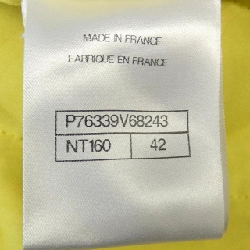 MADE IN FRANCE
FABRIQUE EN FRANCE
P76339V68243
NT160 42